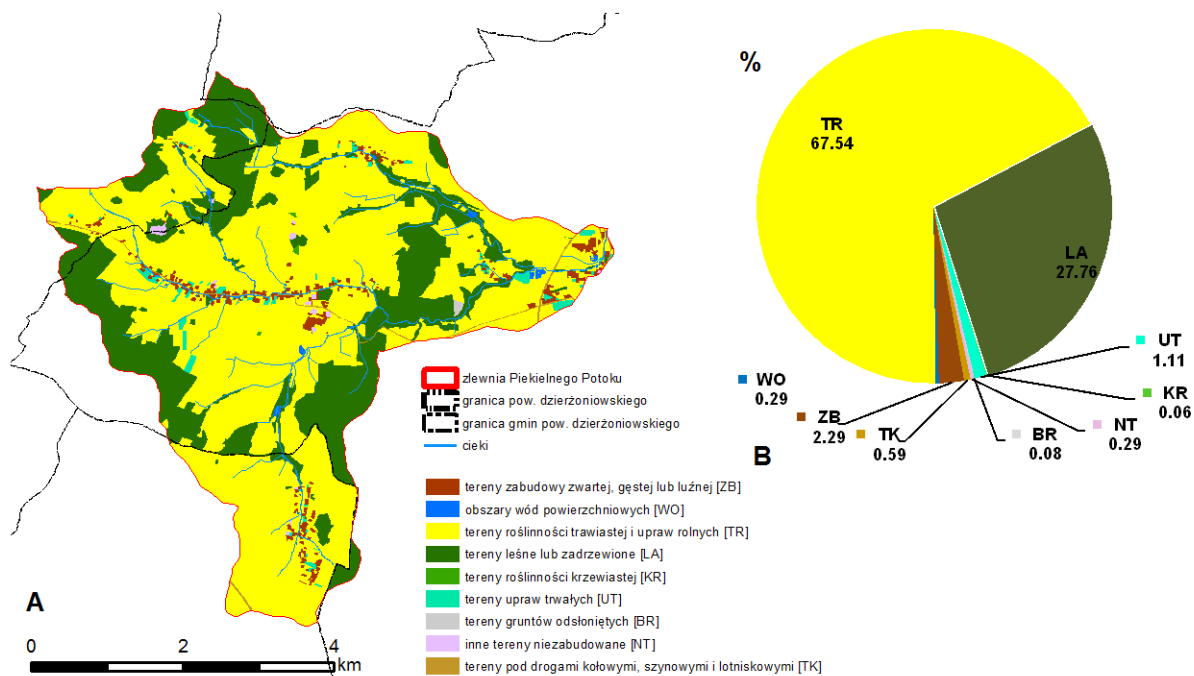 A
0 2 4
km
zlewnia Piekielnego Potoku
granica pow. dzierżoniowskiego
granica gmin pow. dzierżoniowskiego
cieki
tereny zabudowy zwartej, gęstej lub luźnej [ZB]
obszary wód powierzchniowych [WO]
tereny roślinności trawiastej i upraw rolnych [TR]
tereny leśne lub zadrzewione [LA]
tereny roślinności krzewiastej [KR]
tereny upraw trwałych [UT]
tereny gruntów odsłoniętych [BR]
inne tereny niezabudowane [NT]
tereny pod drogami kołowymi, szynowymi i lotniskowymi [TK]
%
TR
67.54
LA
27.76
UT
1.11
KR
0.06
NT
0.29
BR
0.08
TK
0.59
ZB
2.29
WO
0.29
B